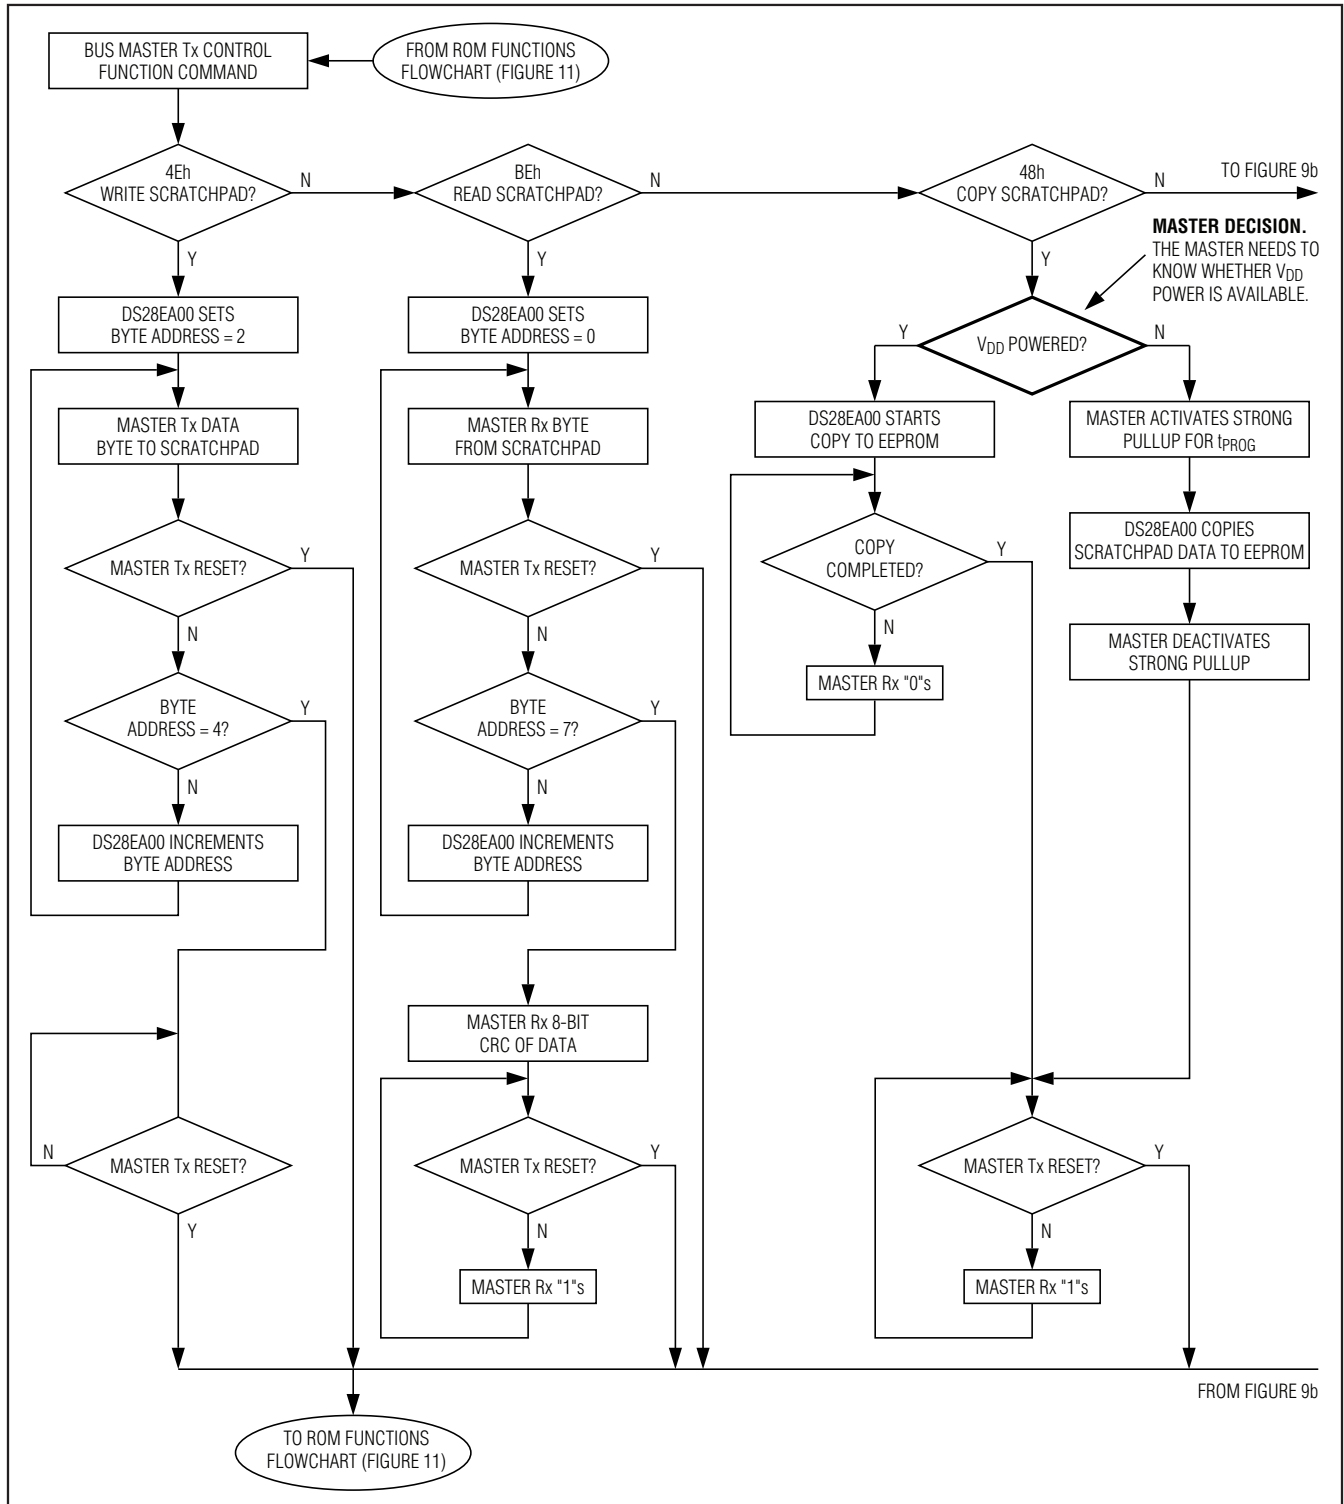 BUS MASTER Tx CONTROL
FUNCTION COMMAND
FROM ROM FUNCTIONS
FLOWCHART (FIGURE 11)
4Eh
WRITE SCRATCHPAD?
N
Y
BEh
READ SCRATCHPAD?
N
Y
48h
COPY SCRATCHPAD?
N
Y
TO FIGURE 9b
MASTER DECISION.
THE MASTER NEEDS TO
KNOW WHETHER VDD
POWER IS AVAILABLE.
DS28EA00 SETS
BYTE ADDRESS = 2
MASTER Tx DATA
BYTE TO SCRATCHPAD
MASTER Tx RESET?
Y
N
BYTE
ADDRESS = 4?
Y
N
DS28EA00 INCREMENTS
BYTE ADDRESS
MASTER Tx RESET?
N
Y
DS28EA00 SETS
BYTE ADDRESS = 0
MASTER Rx BYTE
FROM SCRATCHPAD
MASTER Tx RESET?
Y
N
BYTE
ADDRESS = 7?
Y
N
DS28EA00 INCREMENTS
BYTE ADDRESS
MASTER Rx 8-BIT
CRC OF DATA
MASTER Tx RESET?
Y
N
MASTER Rx "1"s
VDD POWERED?
Y
N
DS28EA00 STARTS
COPY TO EEPROM
COPY
COMPLETED?
Y
N
MASTER Rx "0"s
MASTER ACTIVATES STRONG
PULLUP FOR tPROG
DS28EA00 COPIES
SCRATCHPAD DATA TO EEPROM
MASTER DEACTIVATES
STRONG PULLUP
MASTER Tx RESET?
Y
N
MASTER Rx "1"s
FROM FIGURE 9b
TO ROM FUNCTIONS
FLOWCHART (FIGURE 11)